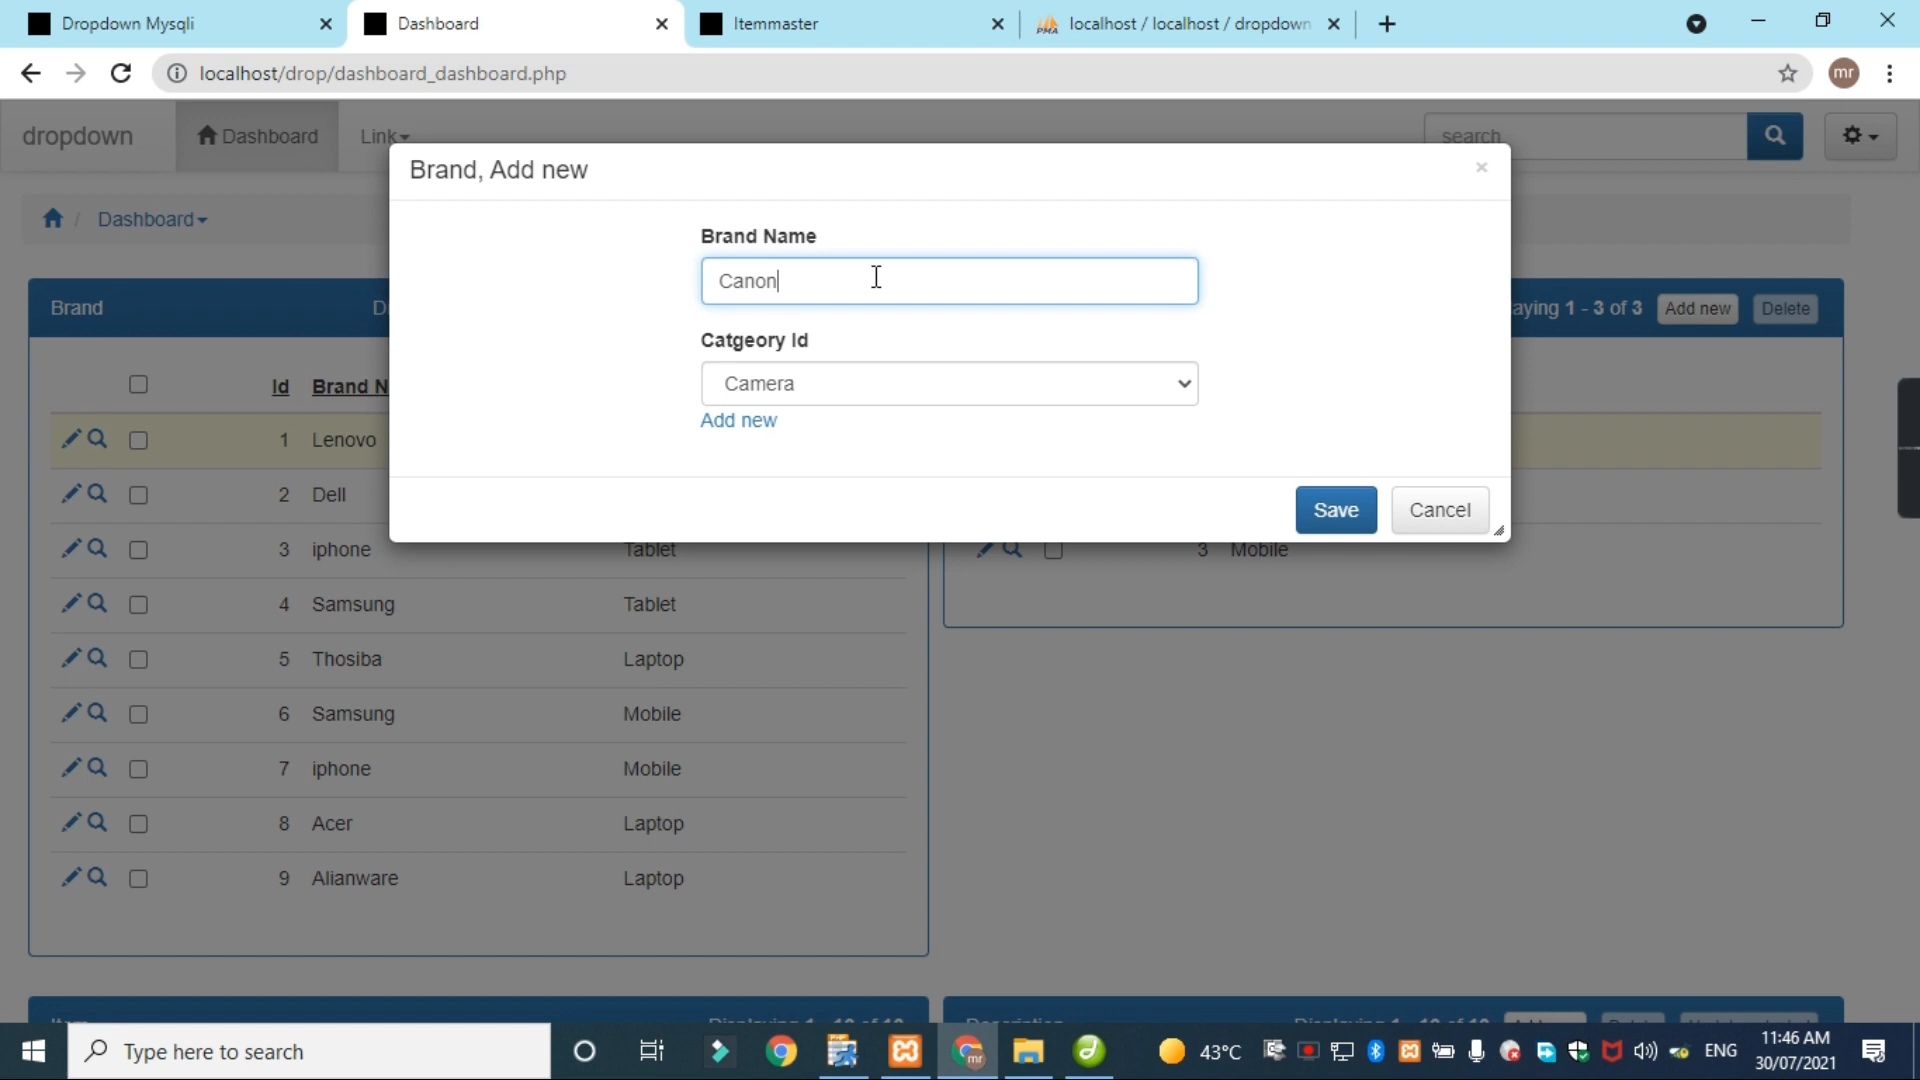 Dropdown Mysqli
Dashboard
Itemmaster
localhost / localhost / dropdown
localhost/drop/dashboard_dashboard.php
mr
dropdown
Dashboard
Link
search
/ Dashboard
Brand, Add new
Brand Name
Canon
Catgeory Id
Camera
Add new
Save
Cancel
Brand
aying 1 - 3 of 3
Add new
Delete
Id Brand N
1 Lenovo
2 Dell
3 iphone Tablet
4 Samsung Tablet
5 Thosiba Laptop
6 Samsung Mobile
7 iphone Mobile
8 Acer Laptop
9 Alianware Laptop
3 Mobile
Type here to search
43°C
ENG
11:46 AM
30/07/2021